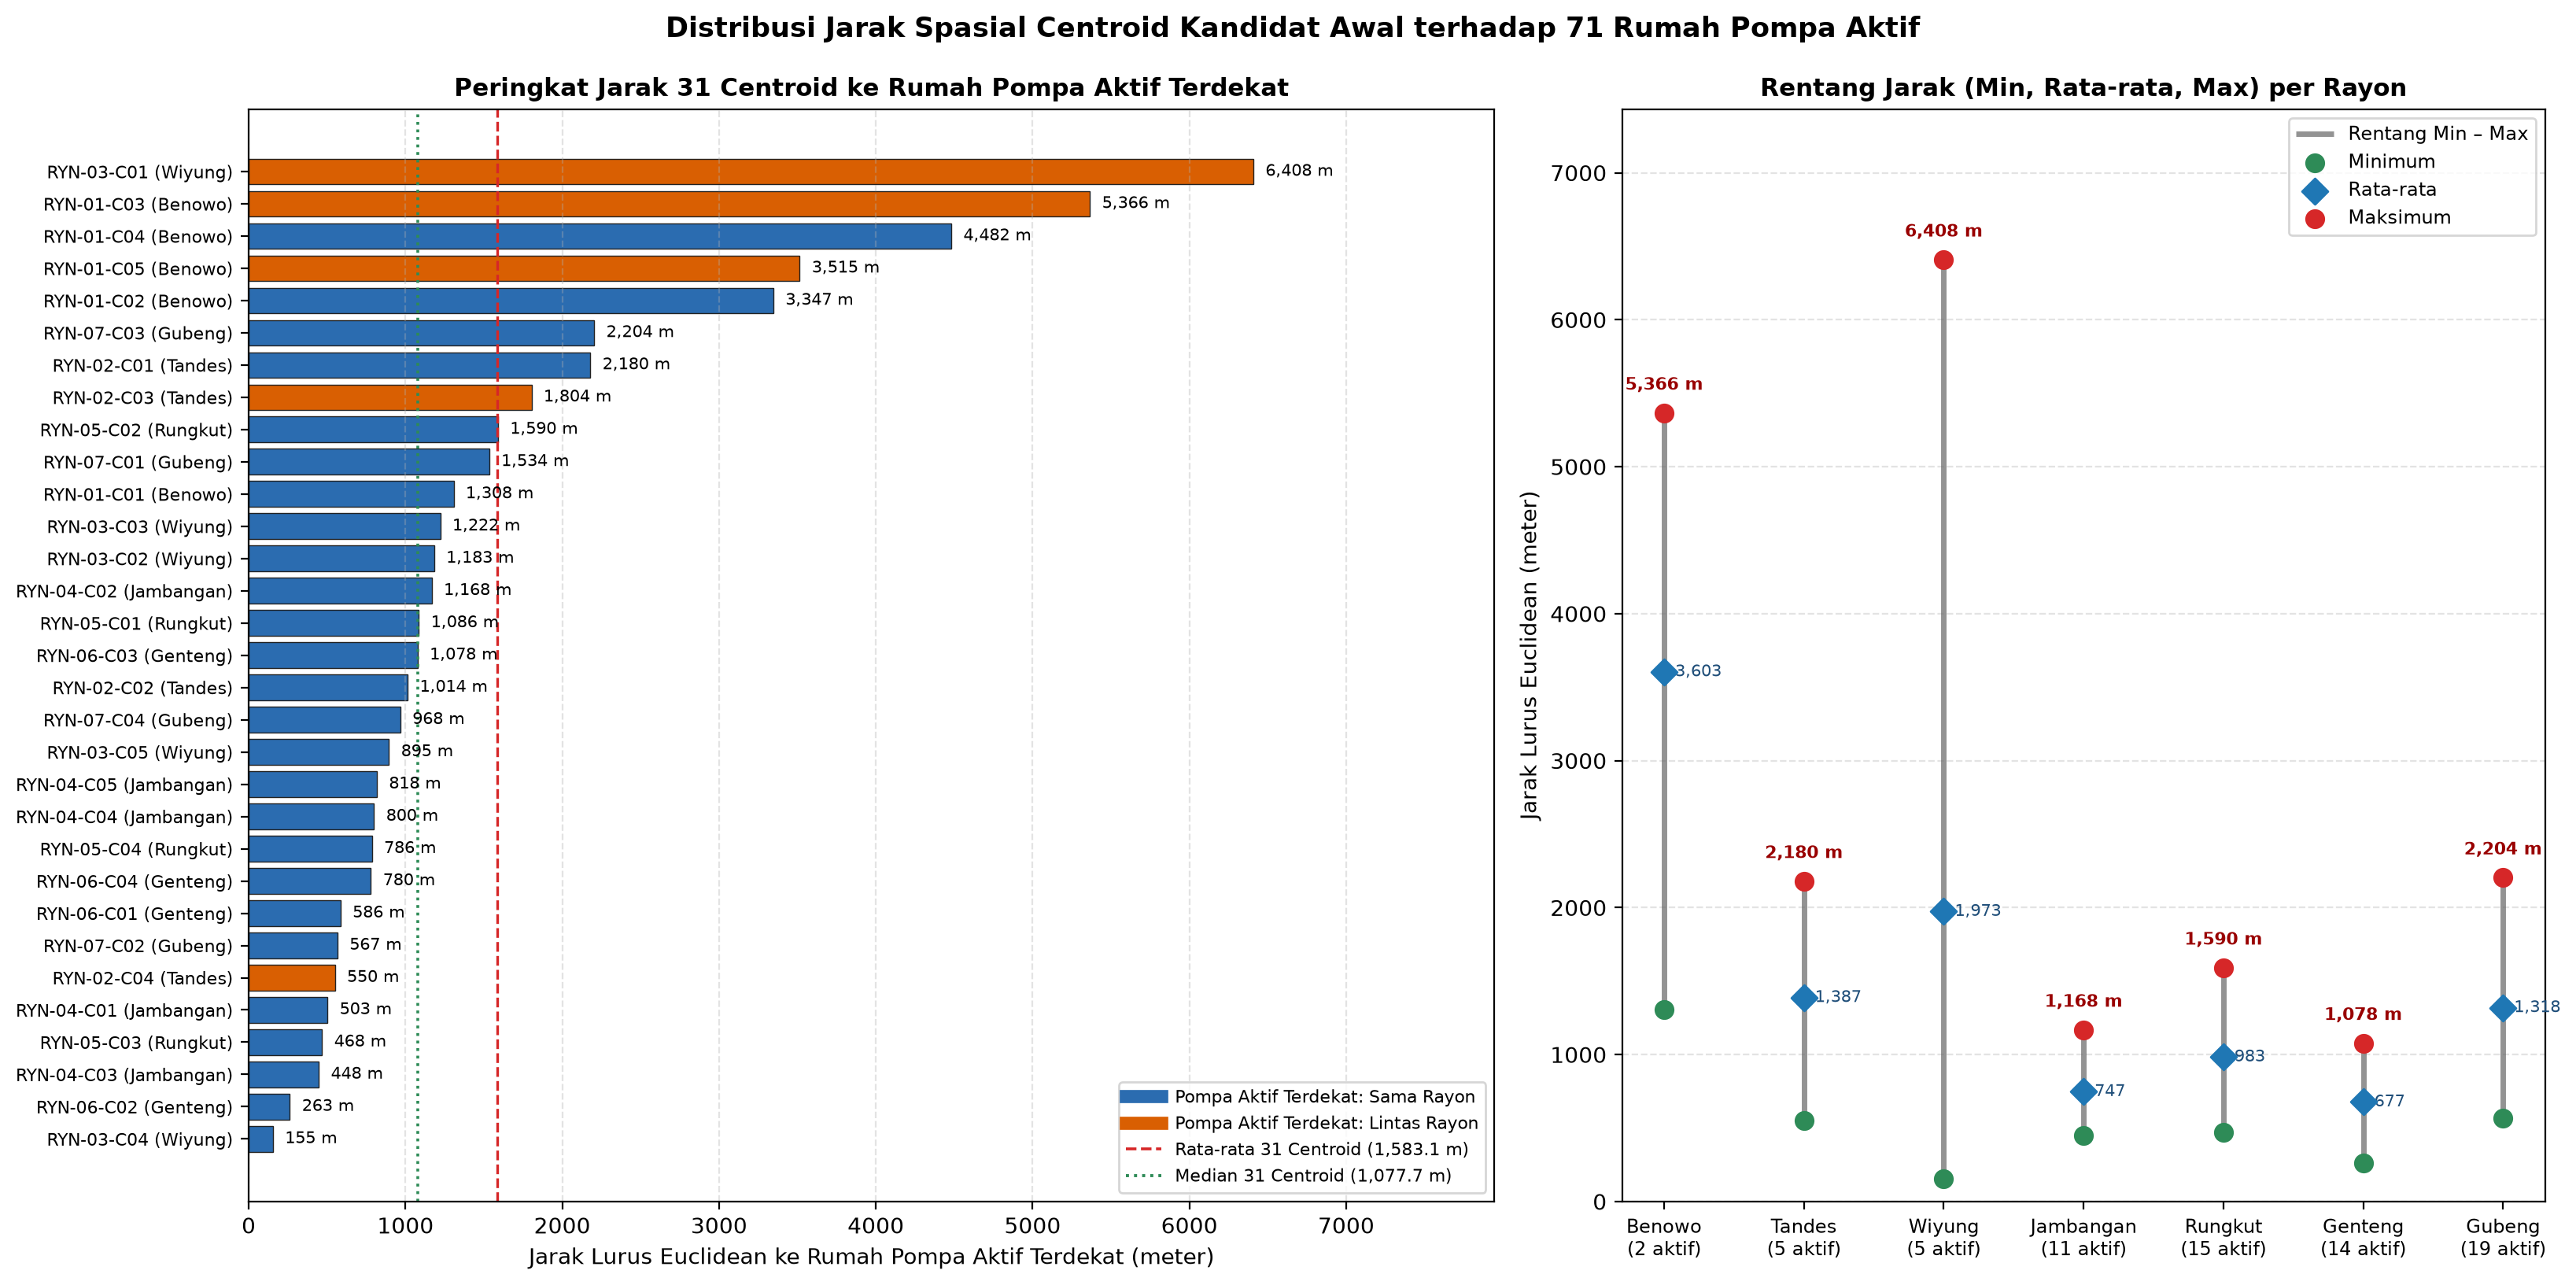 Distribusi Jarak Spasial Centroid Kandidat Awal terhadap 71 Rumah Pompa Aktif
Peringkat Jarak 31 Centroid ke Rumah Pompa Aktif Terdekat
RYN-03-C01 (Wiyung) 6,408 m
RYN-01-C03 (Benowo) 5,366 m
RYN-01-C04 (Benowo) 4,482 m
RYN-01-C05 (Benowo) 3,515 m
RYN-01-C02 (Benowo) 3,347 m
RYN-07-C03 (Gubeng) 2,204 m
RYN-02-C01 (Tandes) 2,180 m
RYN-02-C03 (Tandes) 1,804 m
RYN-05-C02 (Rungkut) 1,590 m
RYN-07-C01 (Gubeng) 1,534 m
RYN-01-C01 (Benowo) 1,308 m
RYN-03-C03 (Wiyung) 1,222 m
RYN-03-C02 (Wiyung) 1,183 m
RYN-04-C02 (Jambangan) 1,168 m
RYN-05-C01 (Rungkut) 1,086 m
RYN-06-C03 (Genteng) 1,078 m
RYN-02-C02 (Tandes) 1,014 m
RYN-07-C04 (Gubeng) 968 m
RYN-03-C05 (Wiyung) 895 m
RYN-04-C05 (Jambangan) 818 m
RYN-04-C04 (Jambangan) 800 m
RYN-05-C04 (Rungkut) 786 m
RYN-06-C04 (Genteng) 780 m
RYN-06-C01 (Genteng) 586 m
RYN-07-C02 (Gubeng) 567 m
RYN-02-C04 (Tandes) 550 m
RYN-04-C01 (Jambangan) 503 m
RYN-05-C03 (Rungkut) 468 m
RYN-04-C03 (Jambangan) 448 m
RYN-06-C02 (Genteng) 263 m
RYN-03-C04 (Wiyung) 155 m
Pompa Aktif Terdekat: Sama Rayon
Pompa Aktif Terdekat: Lintas Rayon
Rata-rata 31 Centroid (1,583.1 m)
Median 31 Centroid (1,077.7 m)
0 1000 2000 3000 4000 5000 6000 7000
Jarak Lurus Euclidean ke Rumah Pompa Aktif Terdekat (meter)
Rentang Jarak (Min, Rata-rata, Max) per Rayon
Rentang Min – Max
Minimum
Rata-rata
Maksimum
Jarak Lurus Euclidean (meter)
7000
6000
5000
4000
3000
2000
1000
0
5,366 m
3,603
2,180 m
1,387
6,408 m
1,973
1,168 m
747
1,590 m
983
1,078 m
677
2,204 m
1,318
Benowo
(2 aktif)
Tandes
(5 aktif)
Wiyung
(5 aktif)
Jambangan
(11 aktif)
Rungkut
(15 aktif)
Genteng
(14 aktif)
Gubeng
(19 aktif)